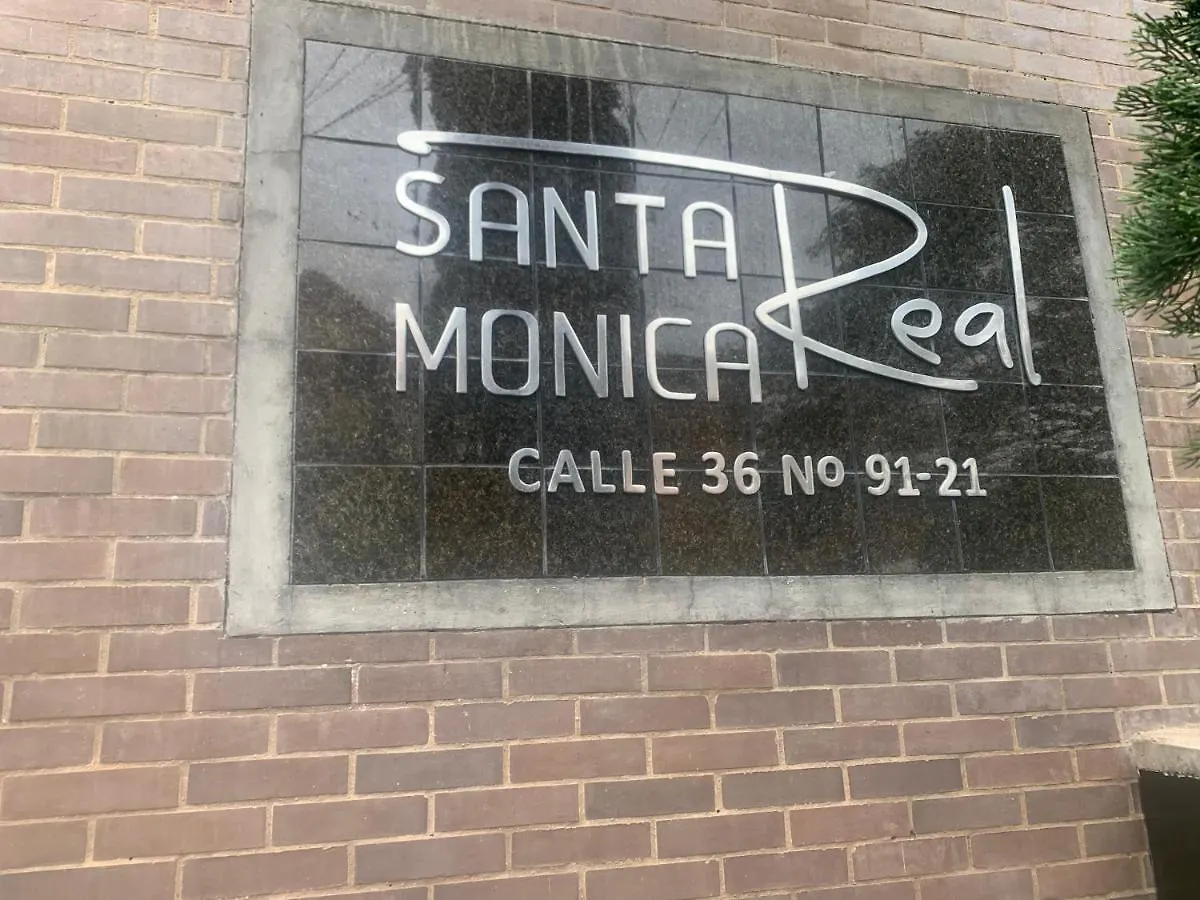 SANTA
MONICA Real
CALLE 36 No 91-21